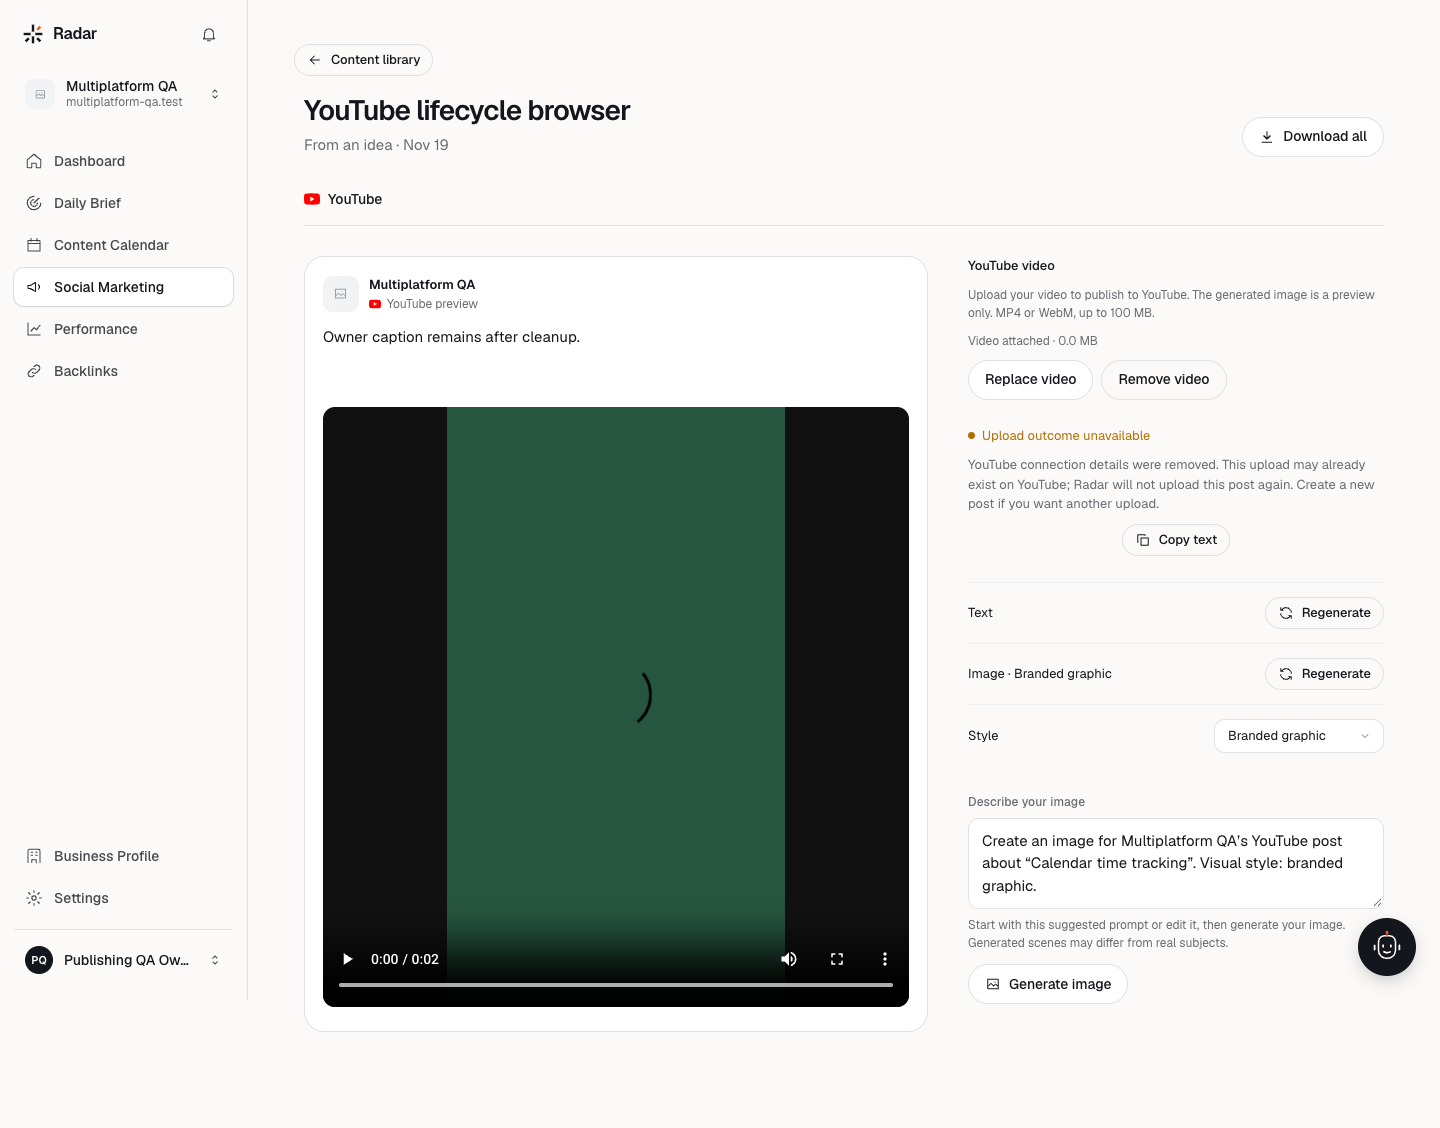 Radar
Multiplatform QA
multiplatform-qa.test
Dashboard
Daily Brief
Content Calendar
Social Marketing
Performance
Backlinks
Business Profile
Settings
PQ
Publishing QA Ow...
Content library
YouTube lifecycle browser
From an idea · Nov 19
Download all
YouTube
Multiplatform QA
YouTube preview
Owner caption remains after cleanup.
0:00 / 0:02
YouTube video
Upload your video to publish to YouTube. The generated image is a preview
only. MP4 or WebM, up to 100 MB.
Video attached · 0.0 MB
Replace video
Remove video
Upload outcome unavailable
YouTube connection details were removed. This upload may already
exist on YouTube; Radar will not upload this post again. Create a new
post if you want another upload.
Copy text
Text
Regenerate
Image · Branded graphic
Regenerate
Style
Branded graphic
Describe your image
Create an image for Multiplatform QA's YouTube post
about “Calendar time tracking”. Visual style: branded
graphic.
Start with this suggested prompt or edit it, then generate your image.
Generated scenes may differ from real subjects.
Generate image